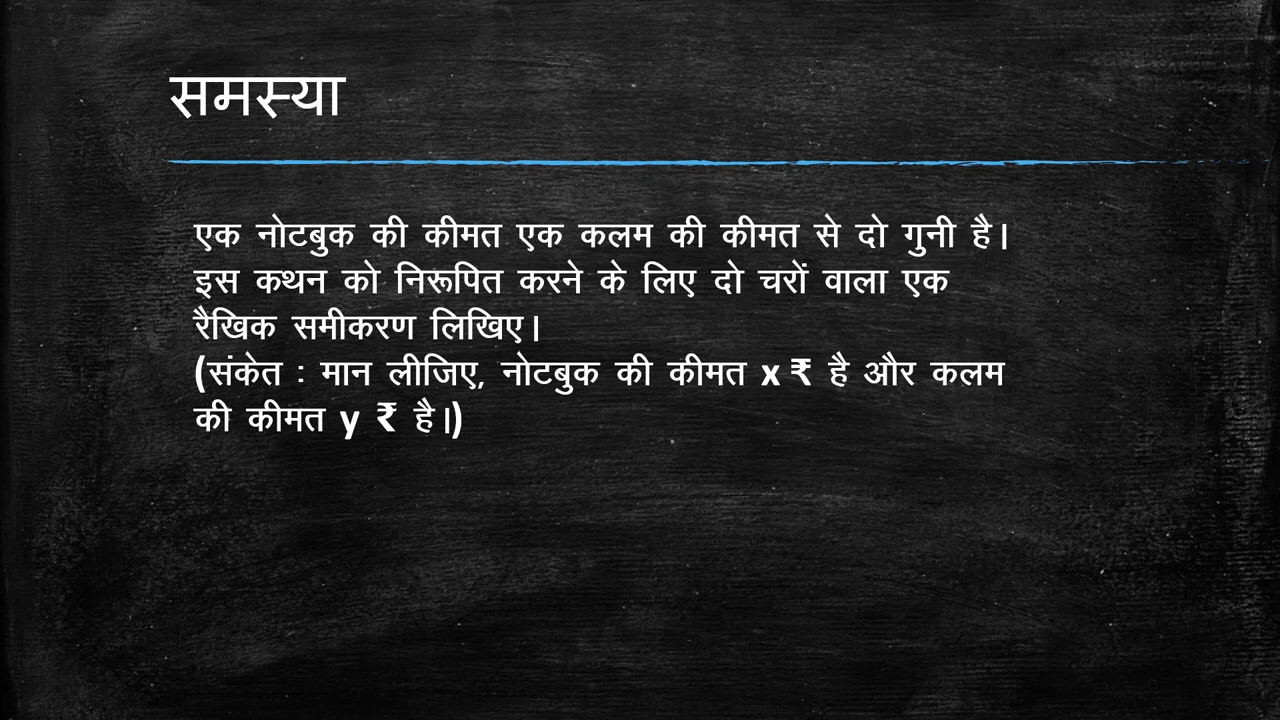 समस्या
एक नोटबुक की कीमत एक कलम की कीमत से दो गुनी है।
इस कथन को निरूपित करने के लिए दो चरों वाला एक
रैखिक समीकरण लिखिए।
(संकेत : मान लीजिए, नोटबुक की कीमत x ₹ है और कलम
की कीमत y ₹ है।)